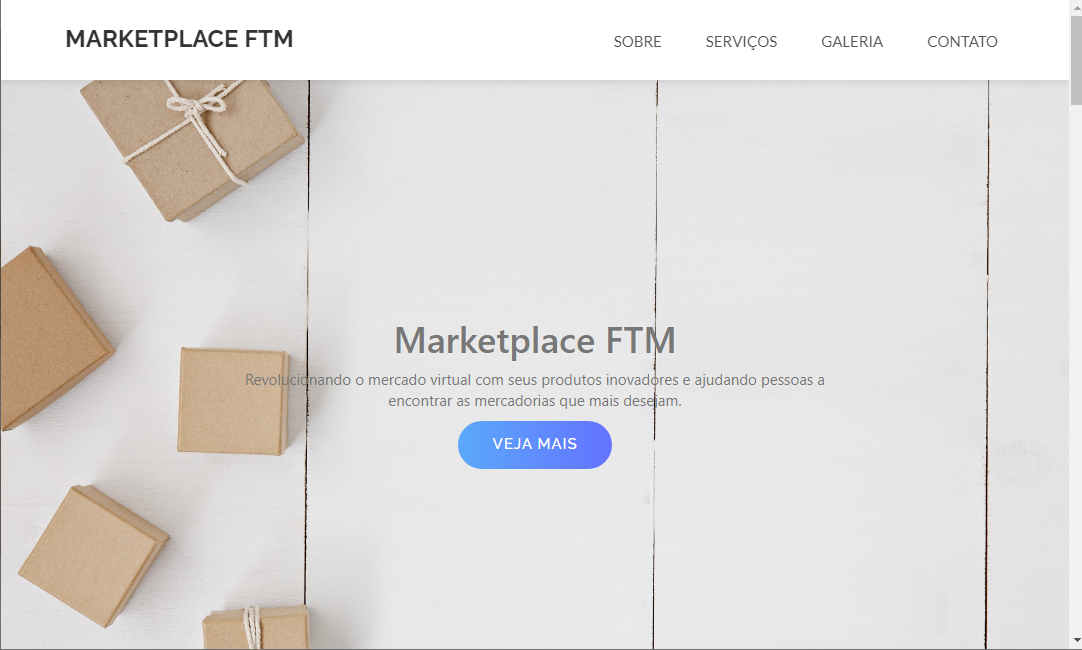 MARKETPLACE FTM
SOBRE SERVIÇOS GALERIA CONTATO
Marketplace FTM
Revolucionando o mercado virtual com seus produtos inovadores e ajudando pessoas a
encontrar as mercadorias que mais desejam.
VEJA MAIS